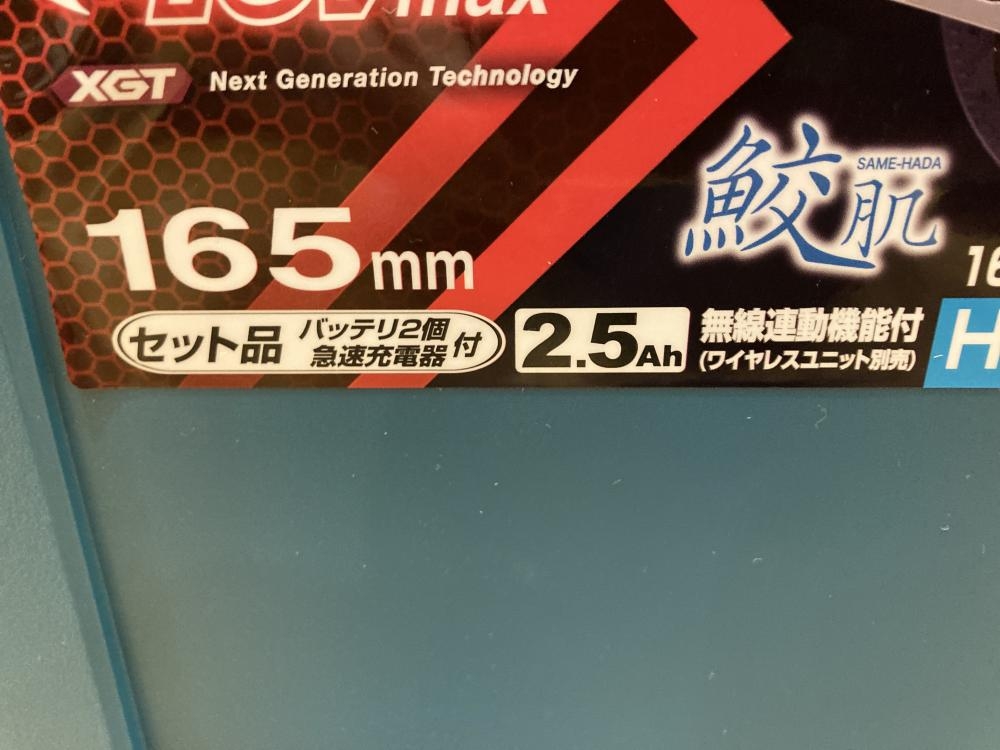 max
XGT Next Generation Technology
鮫肌
SAME-HADA
165mm
セット品 バッテリ2個 急速充電器 付
2.5Ah
無線連動機能付
(ワイヤレスユニット別売)